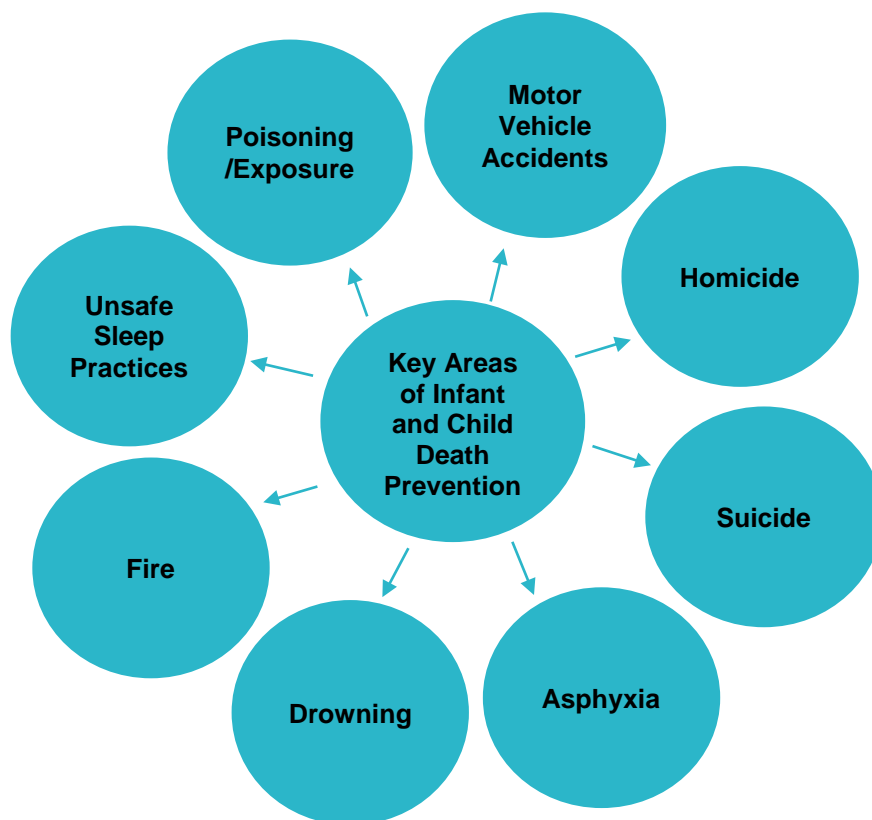 Key Areas
of Infant
and Child
Death
Prevention
Motor
Vehicle
Accidents
Homicide
Suicide
Asphyxia
Drowning
Fire
Unsafe
Sleep
Practices
Poisoning
/Exposure